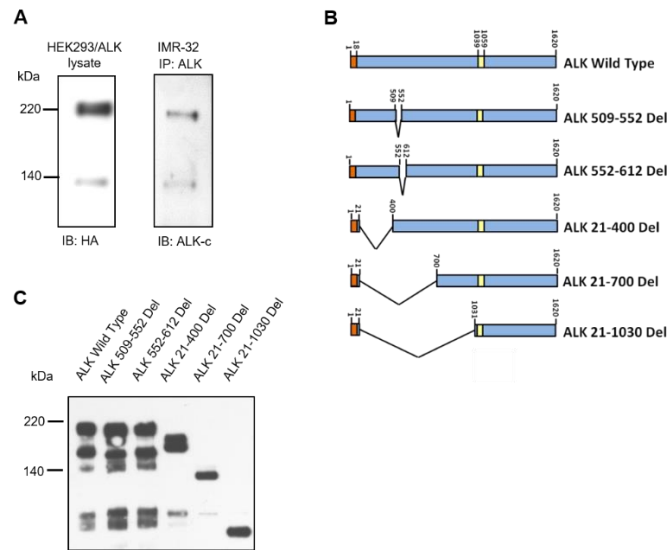 A
HEK293/ALK lysate
IMR-32 IP: ALK
kDa
220
140
IB: HA
IB: ALK-c
B
1
18
1039
1059
1620
ALK Wild Type
1
509
552
1620
ALK 509-552 Del
1
552
612
1620
ALK 552-612 Del
1
21
400
1620
ALK 21-400 Del
1
21
700
1620
ALK 21-700 Del
1
21
1031
1620
ALK 21-1030 Del
C
ALK Wild Type
ALK 509-552 Del
ALK 552-612 Del
ALK 21-400 Del
ALK 21-700 Del
ALK 21-1030 Del
kDa
220
140